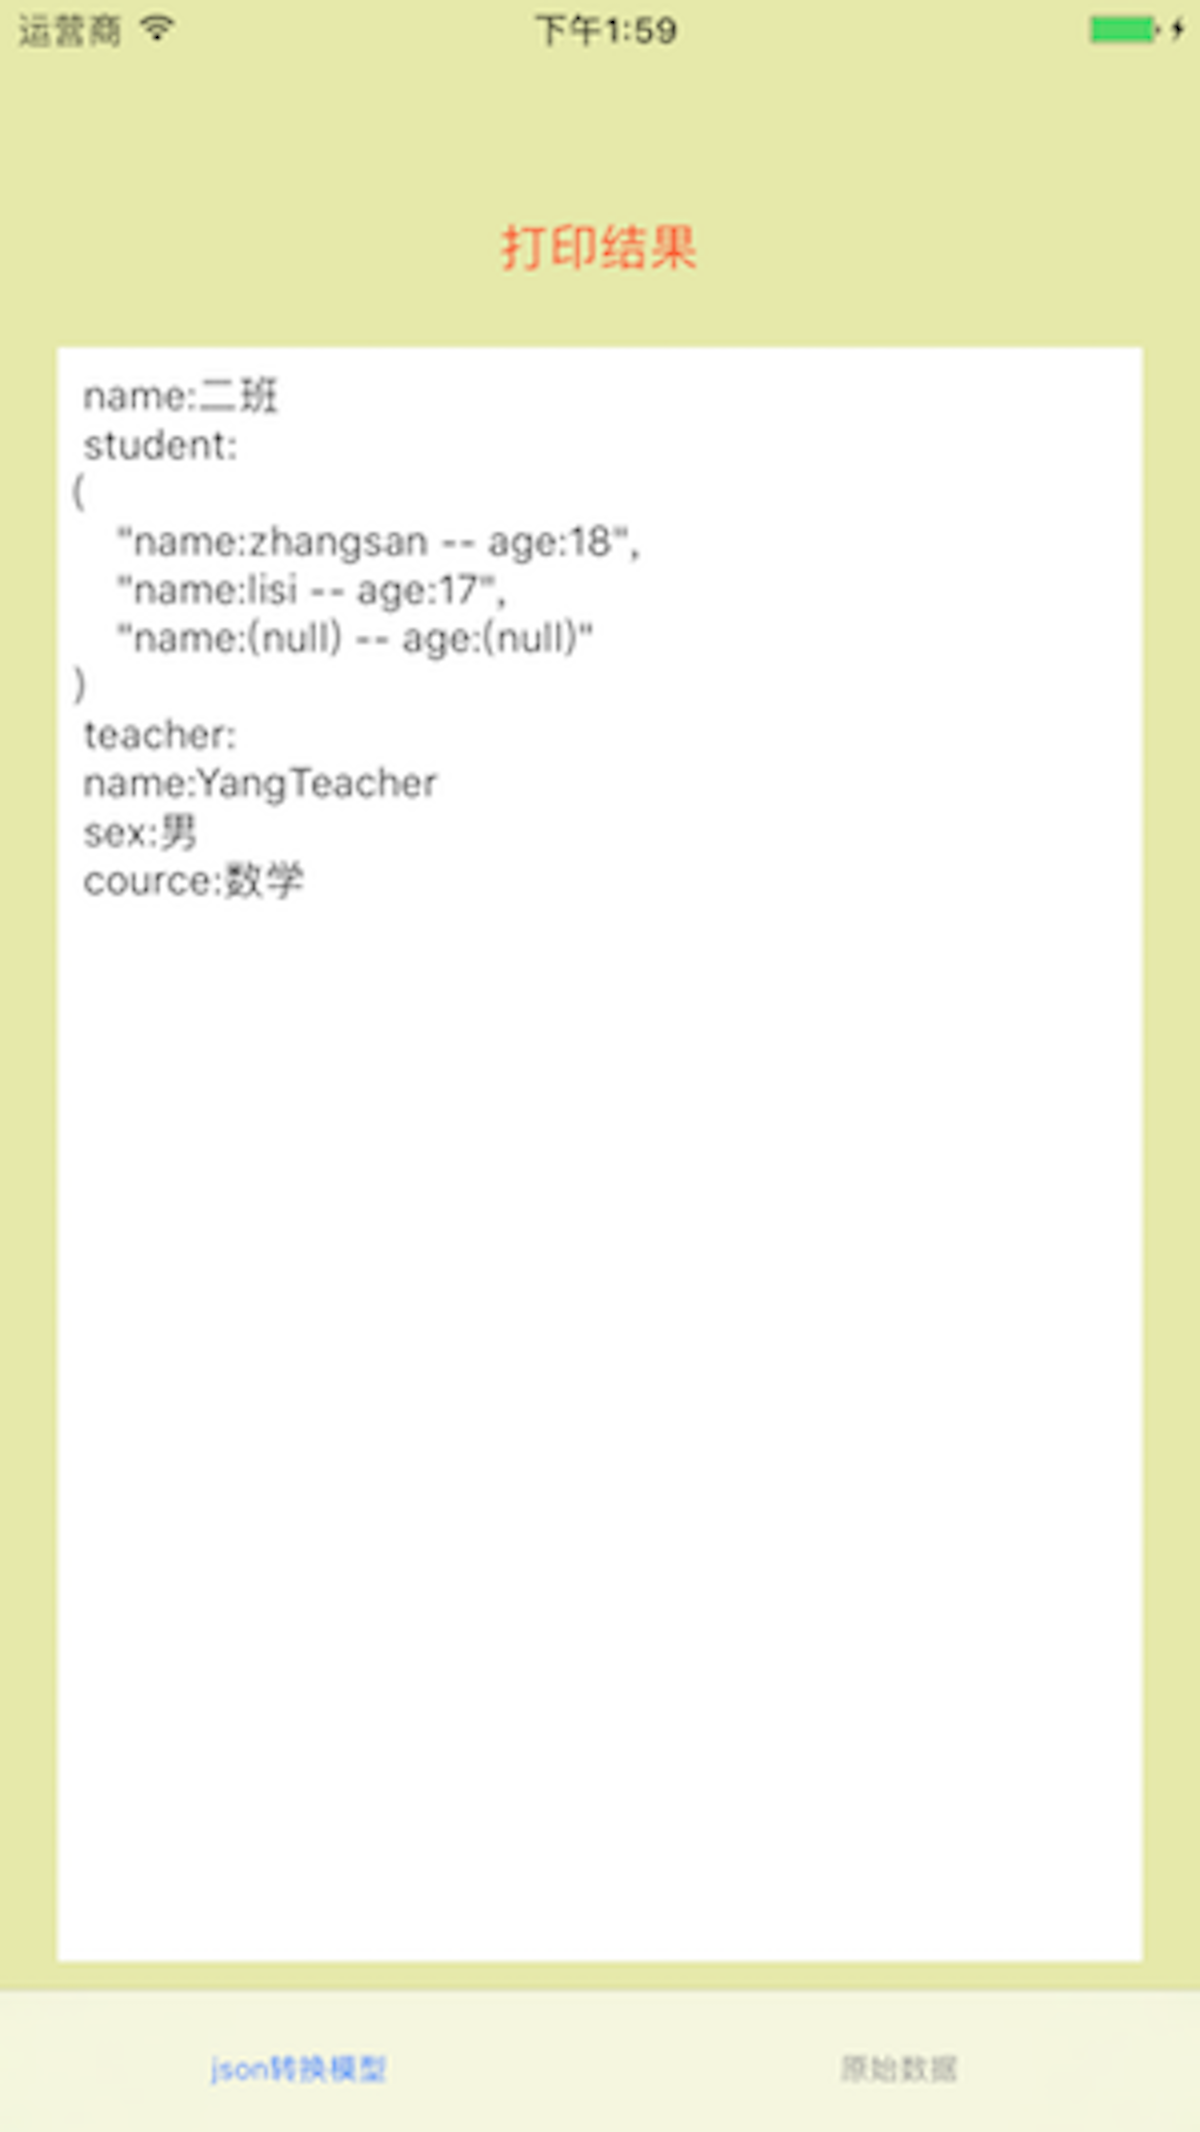 运营商 下午1:59
打印结果
name:二班
student:
(
"name:zhangsan -- age:18",
"name:lisi -- age:17",
"name:(null) -- age:(null)"
)
teacher:
name:YangTeacher
sex:男
cource:数学
json转换模型 原始数据